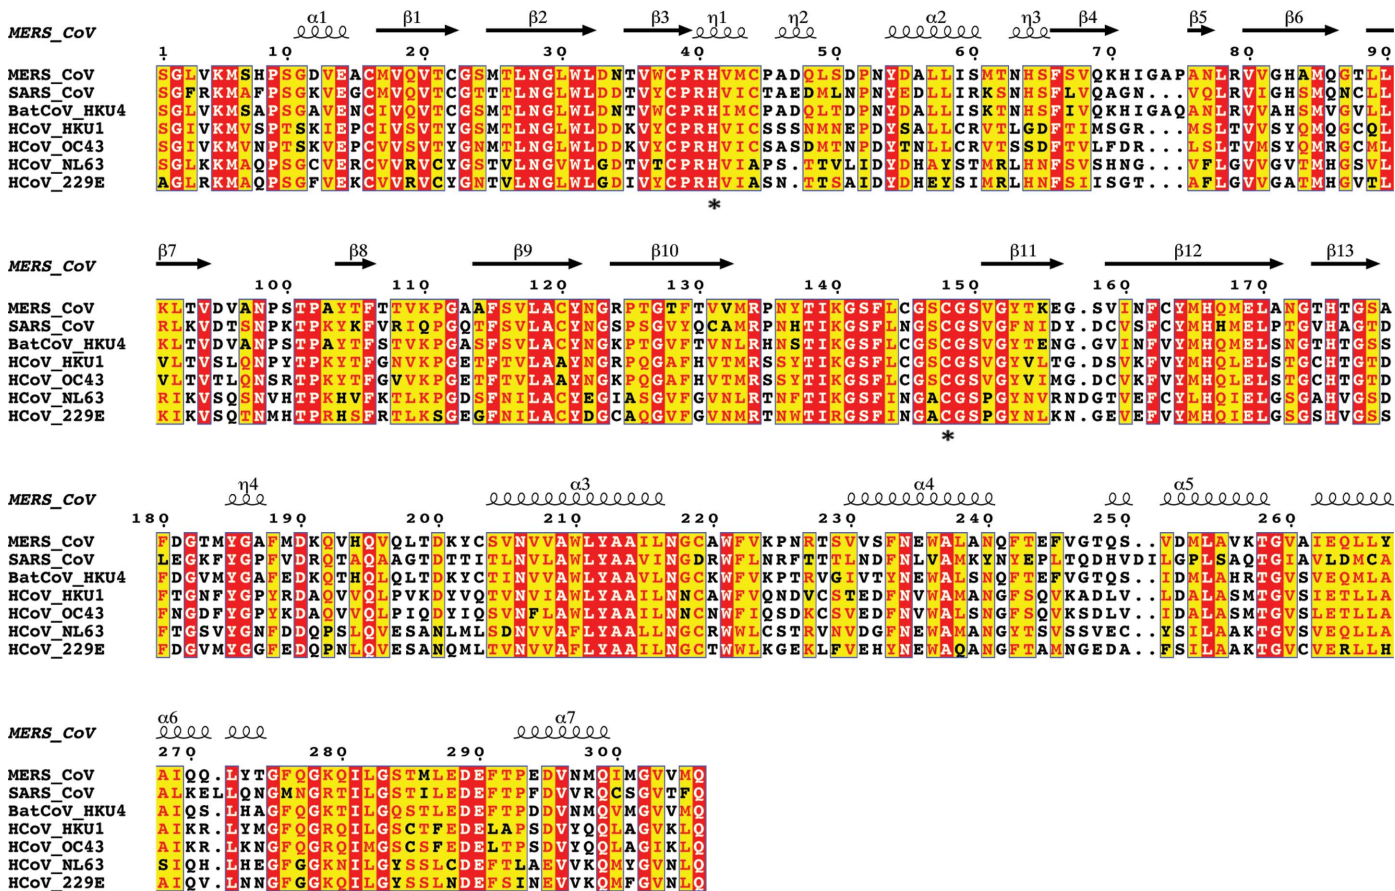 α1 β1 β2 β3 η1 η2 α2 η3 β4 β5 β6
MERS_CoV
1 10 20 30 40 50 60 70 80 90
MERS_CoV SGLVKMSHPSGDVEACMVQVTCGSMTLNGLWLDNTVWCPRHVMCPADQLSDPNYDALLISMTNHSFSVQKHIGAPANLRVVGHAMQGTLL
SARS_CoV SGFRKMAFPSGKVEGCMVQVTCGTTTLNGLWLDDTVYCPRHVICTAEDMLNPNYEDLLIRKSNHSFLVQAGN...VQLRVIGHSMQNCLL
BatCoV_HKU4 SGLVKMSAPSGAVENCIVQVTCGSMTLNGLWLDNTVWCPRHIMCPADQLTDPNYDALLISKTNHSFIVQKHIGAQANLRVVAHSMVGVLL
HCoV_HKU1 SGIVKMVSPTSKIEPCIVSVTYGSMTLNGLWLDDKVYCPRHVICSSSNMNEPDYSALLCRVTLGDFTIMSGR...MSLTVVSYQMQGCQL
HCoV_OC43 SGIVKMVNPTSKVEPCVVSVTYGNMTLNGLWLDDKVYCPRHVICSASDMTNPDYTNLLCRVTSSDFTVLFDR...LSLTVMSYQMRGCML
HCoV_NL63 SGLKKMAQPSGCVERCVVRVCYGSTVLNGVWLGDTVTCPRHVIAPS.TTVLIDYDHAYSTMRLHNFSVSHNG...VFLGVVGVTMHGSVL
HCoV_229E AGLRKMAQPSGFVEKCVVRVCYGNTVLNGLWLGDIVYCPRHVIASN.TTSAIDYDHEYSIMRLHNFSIISGT...AFLGVVGATMHGVTL
*
β7 β8 β9 β10 β11 β12 β13
MERS_CoV
100 110 120 130 140 150 160 170
MERS_CoV KLTVDVANPSTPAYTFTTVKPGAAFSVLACYNGRPTGTFTVVMRPNYTIKGSFLCGSCGSVGYTKEG.SVINFCYMHQMELANGTHTGSA
SARS_CoV RLKVDTSNPKTPKYKFVRIQPGQTFSVLACYNGSPSGVYQCAMRPNHTIKGSFLNGSCGSVGFNIDY.DCVSFCYMHHMELPTGVHAGTD
BatCoV_HKU4 KLTVDVANPSTPAYTFSTVKPGASFSVLACYNGKPTGVFTVNLRHNSTIKGSFLCGSCGSVGYTENG.GVINFVYMHQMELSNGTHTGSS
HCoV_HKU1 VLTVSLQNPYTPKYTFGNVKPGETFTVLAAYNGRPQGAFHVTMRSSYTIKGSFLCGSCGSVGYVLTG.DSVKFVYMHQLELSTGCHTGTD
HCoV_OC43 VLTVTLQNSRTPKYTFGVVKPGETFTVLAAYNGKPQGAFHVTMRSSYTIKGSFLCGSCGSVGYVIMG.DCVKFVYMHQLELSTGCHTGTD
HCoV_NL63 RIKVSQSNVHTPKHVFKTLKPGDSFNILACYEGIASGVFGVNLRTNFTIKGSFINGACGSPGYNVRNDGTVEFCYLHQIELGSGAHVGSD
HCoV_229E KIKVSQTNMHTPRHSFRTLKSGEGFNILACYDGCAQGVFGVNMRTNWTIRGSFINGACGSPGYNLKN.GEVEFVYMHQIELGSGSHVGSD
*
η4 α3 α4 α5
MERS_CoV
180 190 200 210 220 230 240 250 260
MERS_CoV FDGTMYGAFMDKQVHQVQLTDKYCSVNVVAWLYAAILNGCAWFVKPNRTSVVSFNEWALANQFTEFVGTQS..VDMLAVKTGVAIEQLLY
SARS_CoV LEGKFYGPFVDRQTAQAAGTDTTITLNVLAWLYAAVINGDRWFLNRFTTTLNDFNLVAMKYNYEPLTQDHVDILGPLSAQTGIAVLDMCA
BatCoV_HKU4 FDGVMYGAFEDKQTHQLQLTDKYCTINVVAWLYAAVLNGCKWFVKPTRVGIVTYNEWALSNQFTEFVGTQS..IDMLAHRTGVSVEQMLA
HCoV_HKU1 FTGNFYGPYRDAQVVQLPVKDYVQTVNVIAWLYAAILNNCAWFVQNDVCSTEDFNVWAMANGFSQVKADLV..LDALASMTGVSIETLLA
HCoV_OC43 FNGDFYGPYKDAQVVQLPIQDYIQSVNFLAWLYAAILNNCNWFIQSDKCSVEDFNVWALSNGFSQVKSDLV..IDALASMTGVSLETLLA
HCoV_NL63 FTGSVYGNFDDQPSLQVESANLMLSDNVVAFLYAALLNGCRWWLCSTRVNVDGFNEWAMANGYTSVSSVEC..YSILAAKTGVSVEQLLA
HCoV_229E FDGVMYGGFEDQPNLQVESANQMLTVNVVAFLYAAILNGCTWWLKGEKLFVEHYNEWAQANGFTAMNGEDA..FSILAAKTGVCVERLLH
α6 α7
MERS_CoV
270 280 290 300
MERS_CoV AIQQ.LYTGFQGKQILGSTMLEDEFTPEDVNMQIMGVVMQ
SARS_CoV ALKELLQNGMNGRTILGSTILEDEFTPFDVVRQCSGVTFQ
BatCoV_HKU4 AIQS.LHAGFQGKTILGQSTLEDEFTPDDVNMQVMGVVMQ
HCoV_HKU1 AIKR.LYMGFQGRQILGSCTFEDELAPSDVYQQLAGVKLQ
HCoV_OC43 AIKR.LKNGFQGRQIMGSCSFEDELTPSDVYQQLAGIKLQ
HCoV_NL63 SIQH.LHEGFGGKNILGYSSLCDEFTLAEVVKQMYGVNLQ
HCoV_229E AIQV.LNNGFGGKQILGYSSLNDEFSINEVVKQMFGVNLQ